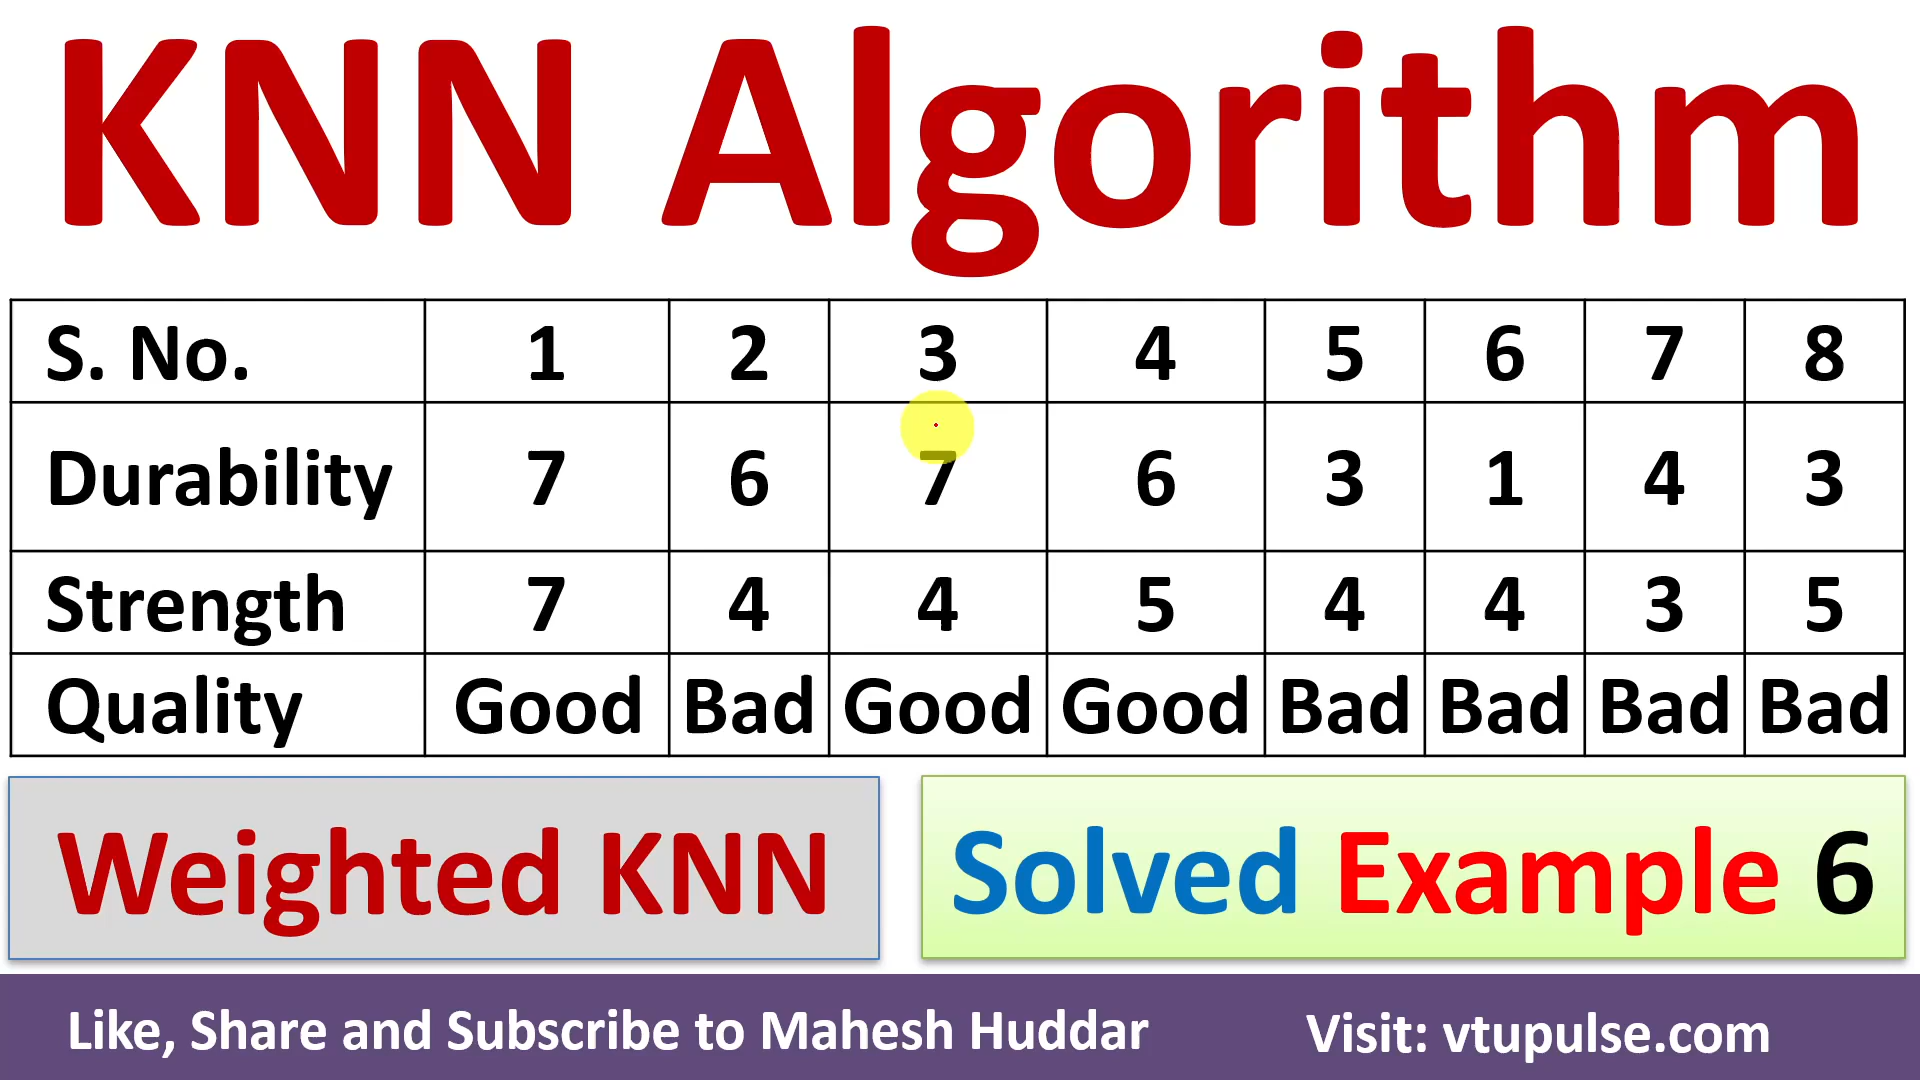 KNN Algorithm
S. No. 1 2 3 4 5 6 7 8
Durability 7 6 7 6 3 1 4 3
Strength 7 4 4 5 4 4 3 5
Quality Good Bad Good Good Bad Bad Bad Bad
Weighted KNN
Solved Example 6
Like, Share and Subscribe to Mahesh Huddar
Visit: vtupulse.com